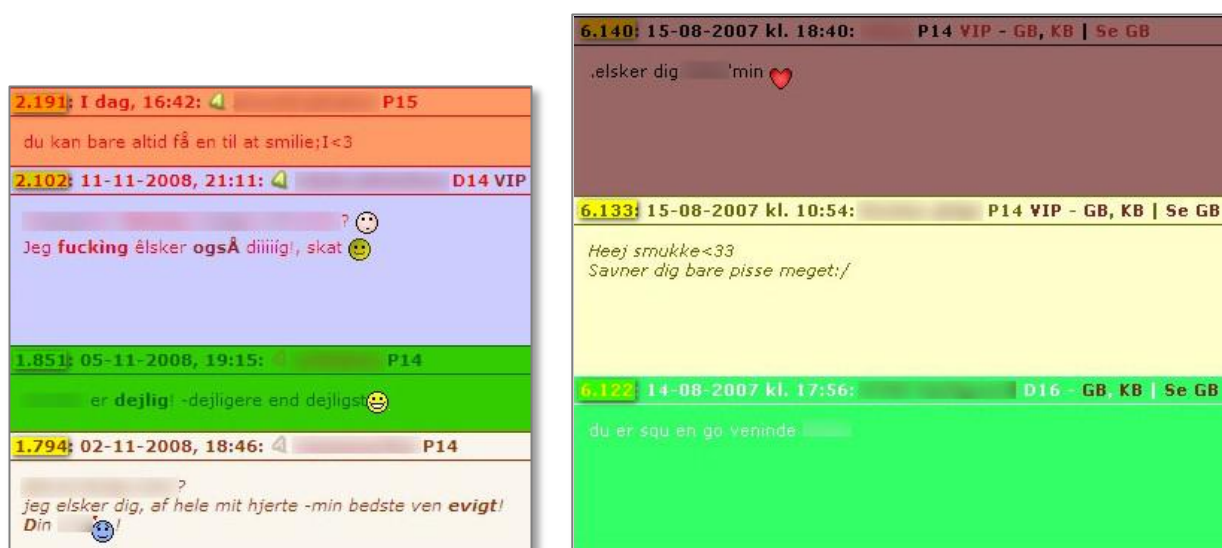 2.191: I dag, 16:42: P15
du kan bare altid få en til at smilie;I<3
2.102: 11-11-2008, 21:11: D14 VIP
?
Jeg fuckìng êlsker ogsÅ diiiíg!, skat
1.851: 05-11-2008, 19:15: P14
er dejlig! -dejligere end dejligst
1.794: 02-11-2008, 18:46: P14
?
jeg elsker dig, af hele mit hjerte -min bedste ven evigt!
Din !
6.140: 15-08-2007 kl. 18:40: P14 VIP - GB, KB | Se GB
.elsker dig 'min
6.133: 15-08-2007 kl. 10:54: P14 VIP - GB, KB | Se GB
Heej smukke<33
Savner dig bare pisse meget:/
6.122: 14-08-2007 kl. 17:56: D16 - GB, KB | Se GB
du er squ en go veninde